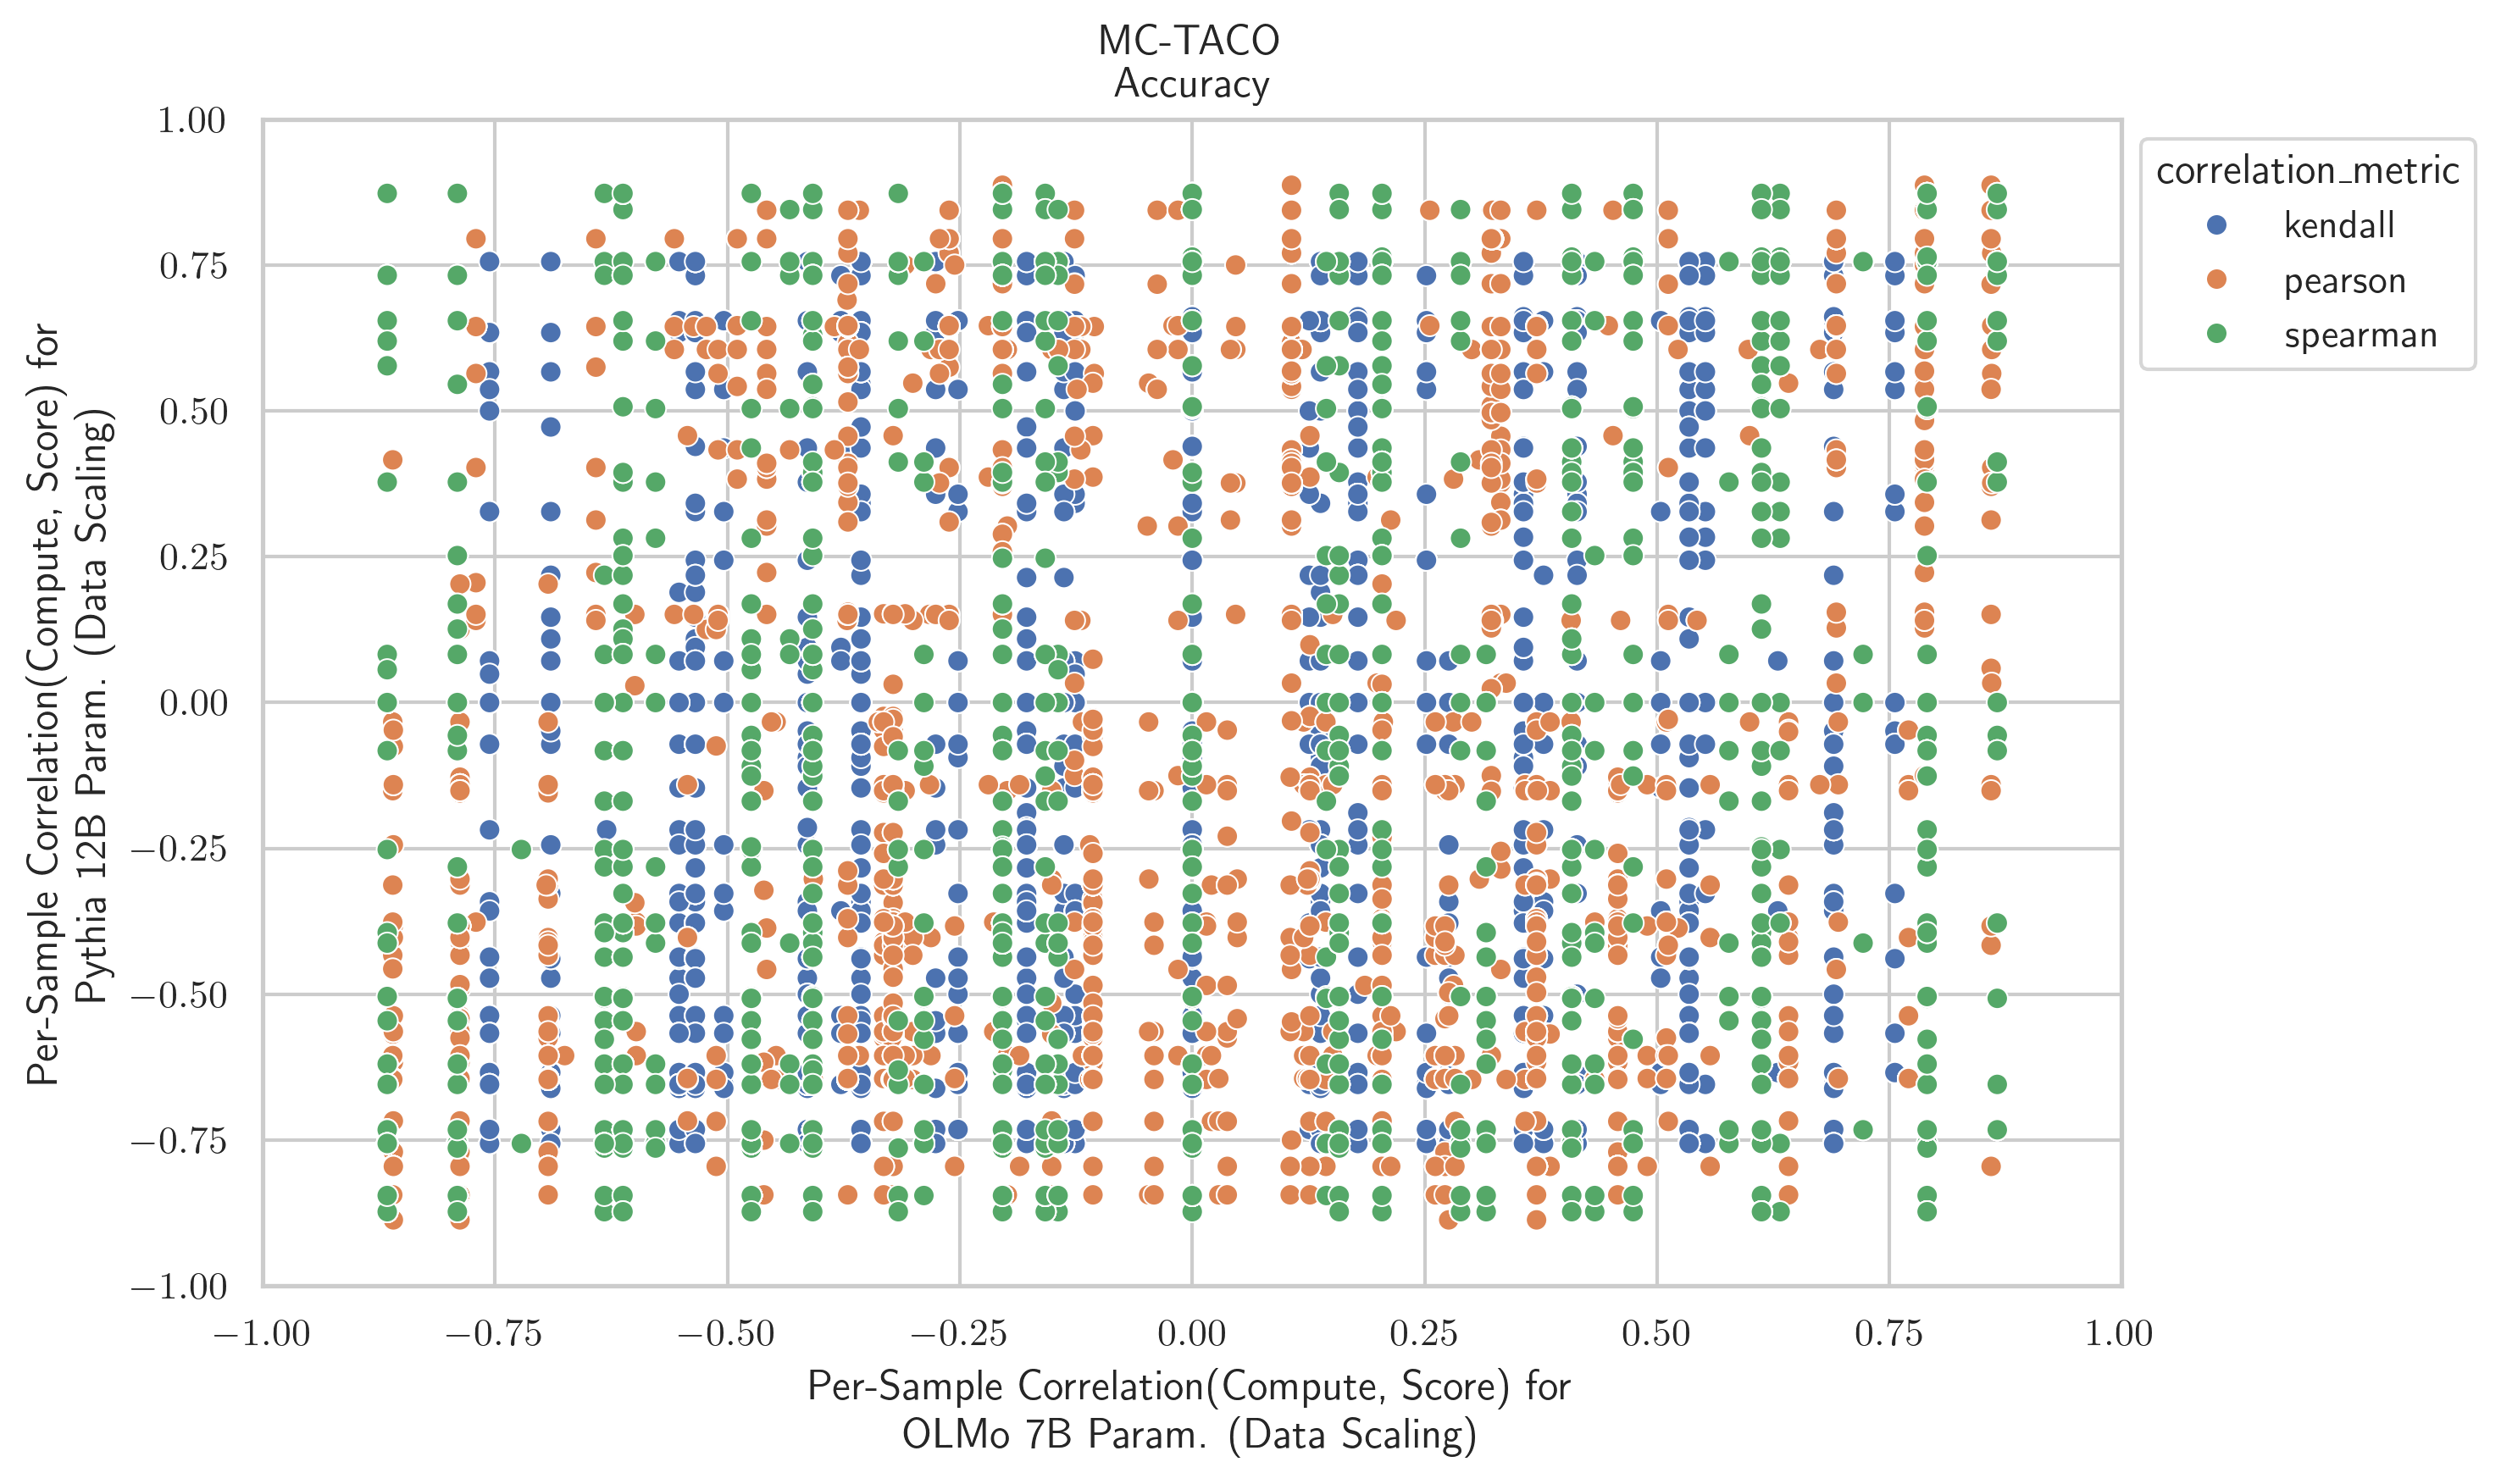 MC-TACO
Accuracy
Per-Sample Correlation(Compute, Score) for
Pythia 12B Param. (Data Scaling)
1.00
0.75
0.50
0.25
0.00
−0.25
−0.50
−0.75
−1.00
−1.00 −0.75 −0.50 −0.25 0.00 0.25 0.50 0.75 1.00
Per-Sample Correlation(Compute, Score) for
OLMo 7B Param. (Data Scaling)
correlation_metric
kendall
pearson
spearman